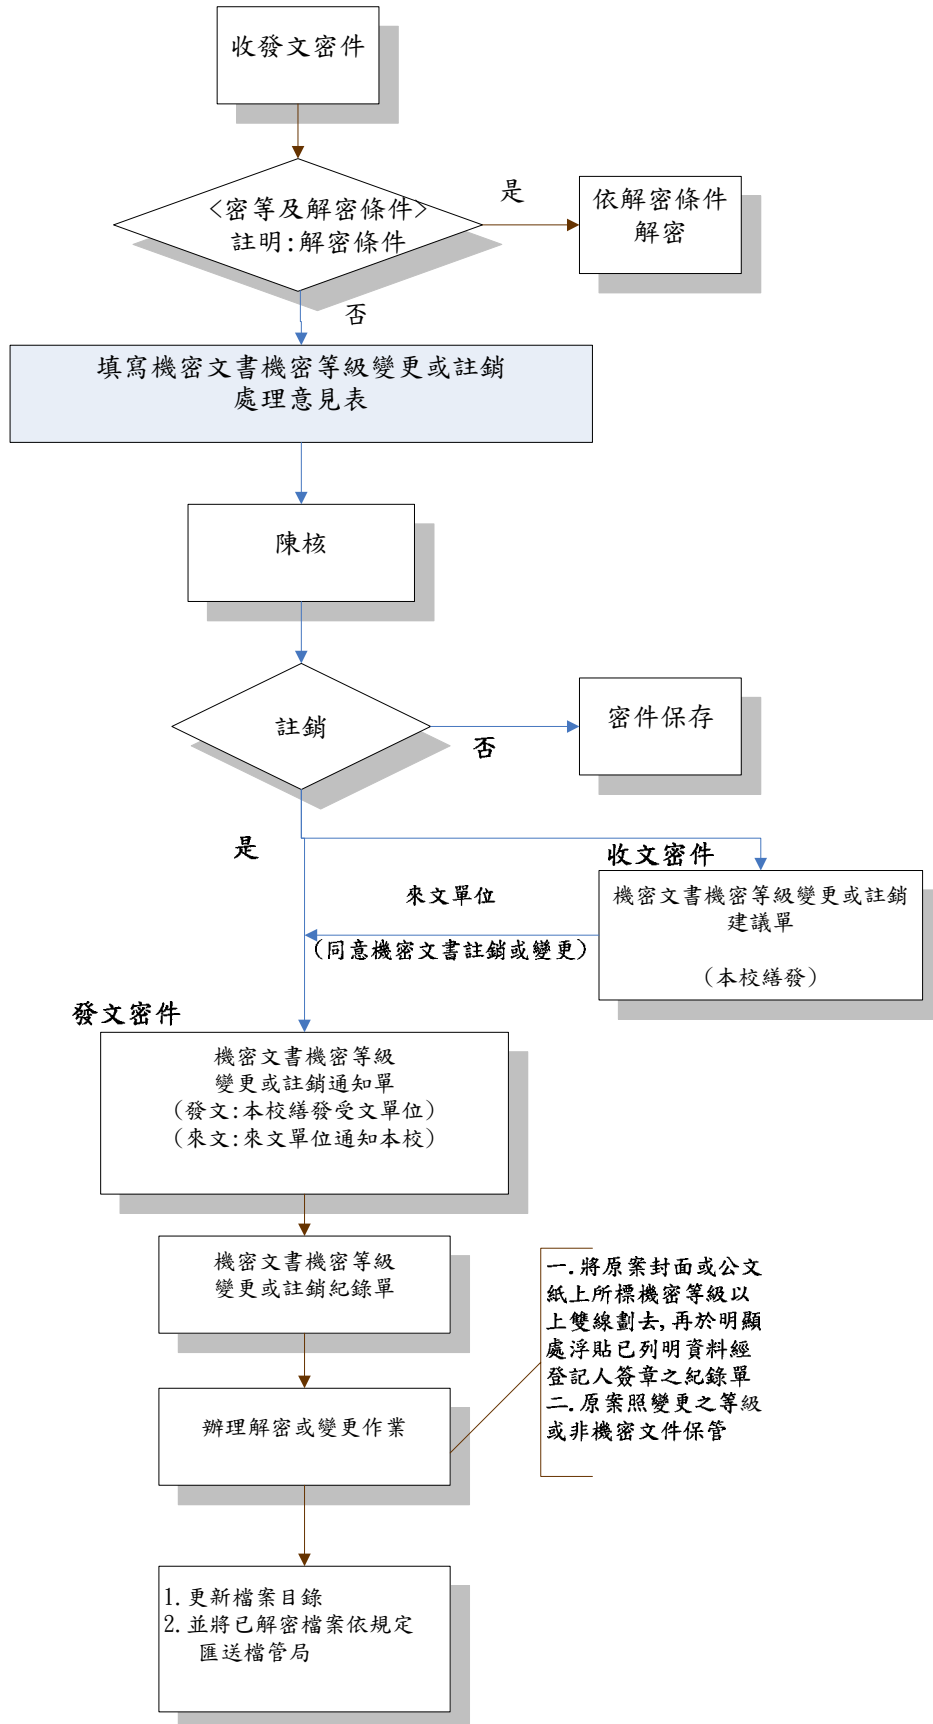 收發文密件
<密等及解密條件>
註明:解密條件
是
依解密條件
解密
否
填寫機密文書機密等級變更或註銷
處理意見表
陳核
註銷
否
密件保存
是
收文密件
機密文書機密等級變更或註銷
建議單
(本校繕發)
來文單位
(同意機密文書註銷或變更)
發文密件
機密文書機密等級
變更或註銷通知單
(發文:本校繕發受文單位)
(來文:來文單位通知本校)
機密文書機密等級
變更或註銷紀錄單
一.將原案封面或公文
紙上所標機密等級以
上雙線劃去,再於明顯
處浮貼已列明資料經
登記人簽章之紀錄單
二.原案照變更之等級
或非機密文件保管
辦理解密或變更作業
1.更新檔案目錄
2.並將已解密檔案依規定
匯送檔管局